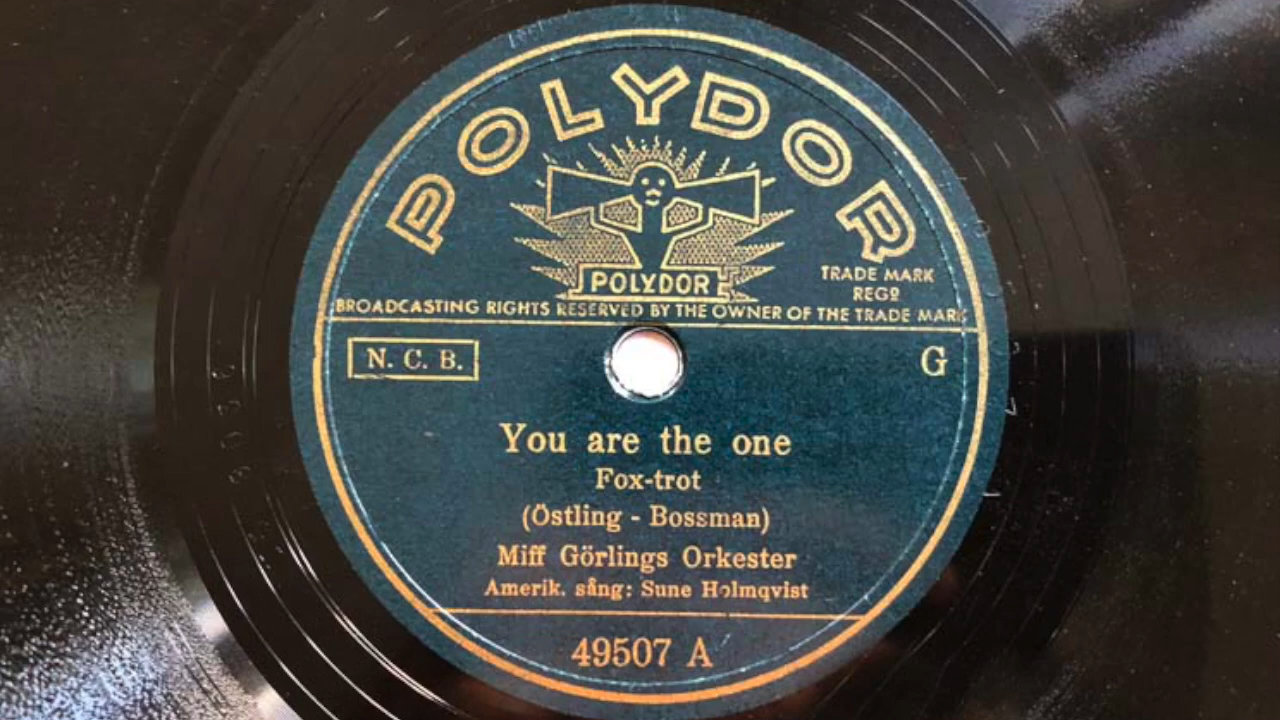 POLYDOR
POLYDOR
TRADE MARK
REGº
BROADCASTING RIGHTS RESERVED BY THE OWNER OF THE TRADE MARK
N. C. B.
G
You are the one
Fox-trot
(Östling - Bossman)
Miff Görlings Orkester
Amerik. sång: Sune Holmqvist
49507 A